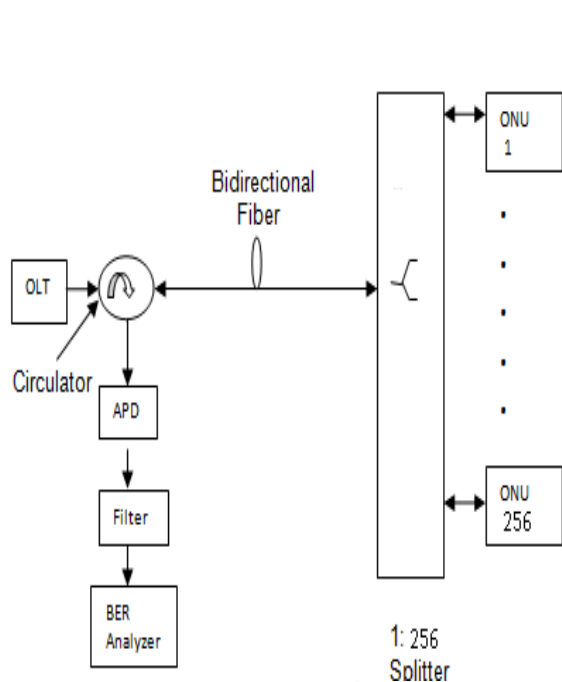 ONU
1
Bidirectional
Fiber
OLT
Circulator
APD
Filter
ONU
256
BER
Analyzer
1: 256
Splitter